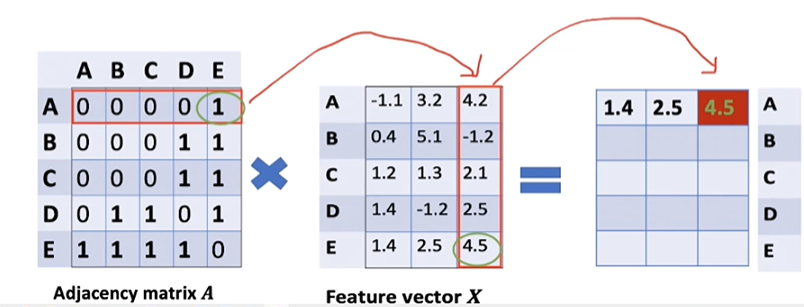 A B C D E
A 0 0 0 0 1
B 0 0 0 1 1
C 0 0 0 1 1
D 0 1 1 0 1
E 1 1 1 1 0
Adjacency matrix A
A -1.1 3.2 4.2
B 0.4 5.1 -1.2
C 1.2 1.3 2.1
D 1.4 -1.2 2.5
E 1.4 2.5 4.5
Feature vector X
1.4 2.5 4.5 A
B
C
D
E